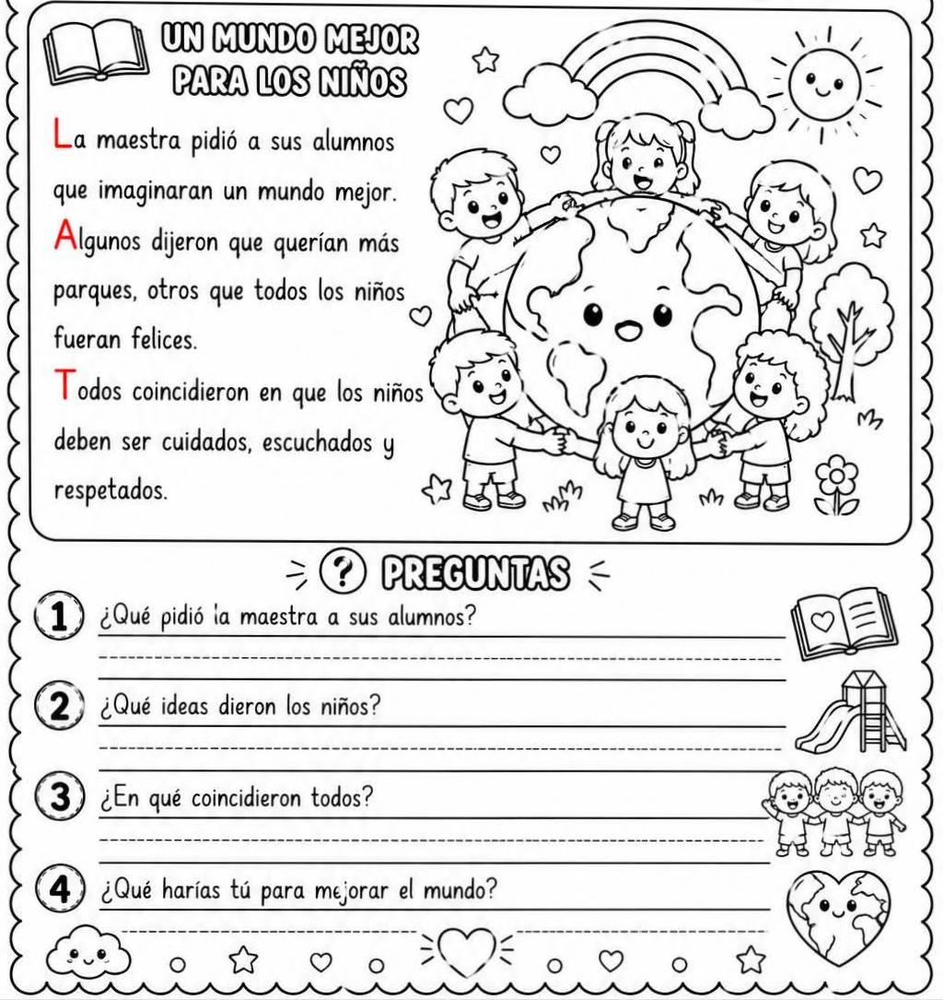 UN MUNDO MEJOR
PARA LOS NIÑOS
La maestra pidió a sus alumnos
que imaginaran un mundo mejor.
Algunos dijeron que querían más
parques, otros que todos los niños
fueran felices.
Todos coincidieron en que los niños
deben ser cuidados, escuchados y
respetados.
? PREGUNTAS
1 ¿Qué pidió la maestra a sus alumnos?
2 ¿Qué ideas dieron los niños?
3 ¿En qué coincidieron todos?
4 ¿Qué harías tú para mejorar el mundo?